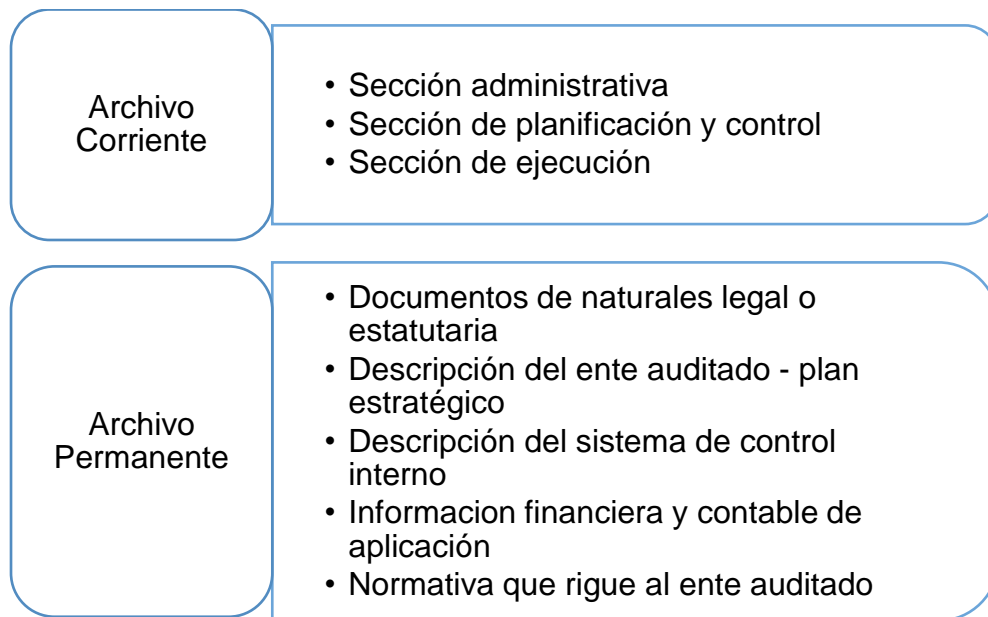 Archivo
Corriente
• Sección administrativa
• Sección de planificación y control
• Sección de ejecución
Archivo
Permanente
• Documentos de naturales legal o
estatutaria
• Descripción del ente auditado - plan
estratégico
• Descripción del sistema de control
interno
• Informacion financiera y contable de
aplicación
• Normativa que rigue al ente auditado